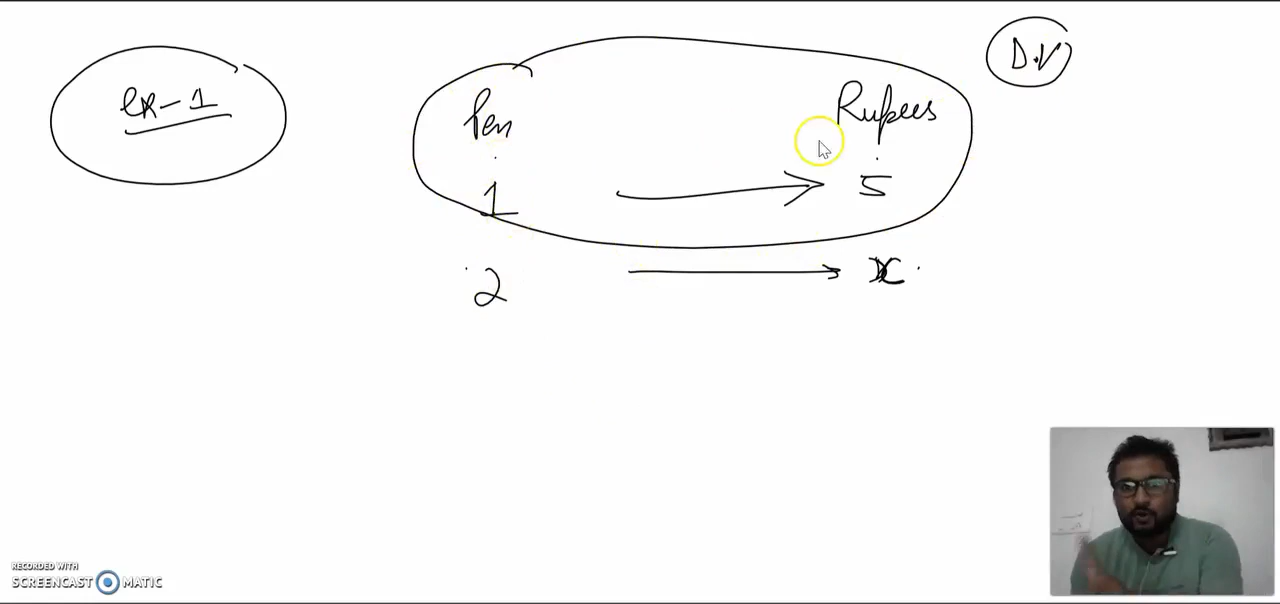 ex-1
D.V
Pen Rupees
1 → 5
2 → x
RECORDED WITH
SCREENCAST MATIC